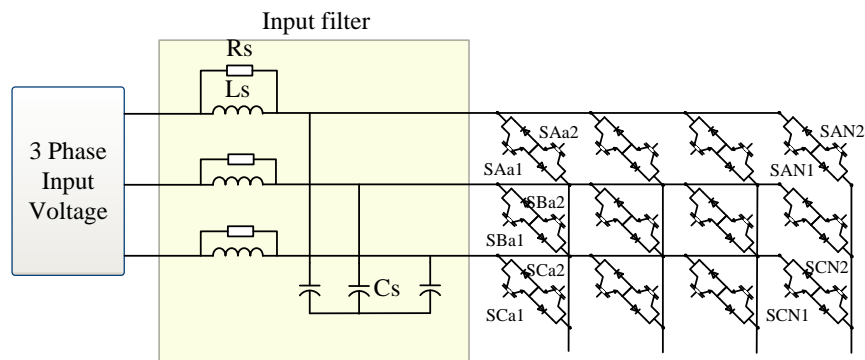 Input filter
Rs
Ls
3 Phase
Input
Voltage
Cs
SAa2
SAN2
SAa1
SAN1
SBa2
SBa1
SCa2
SCN2
SCa1
SCN1